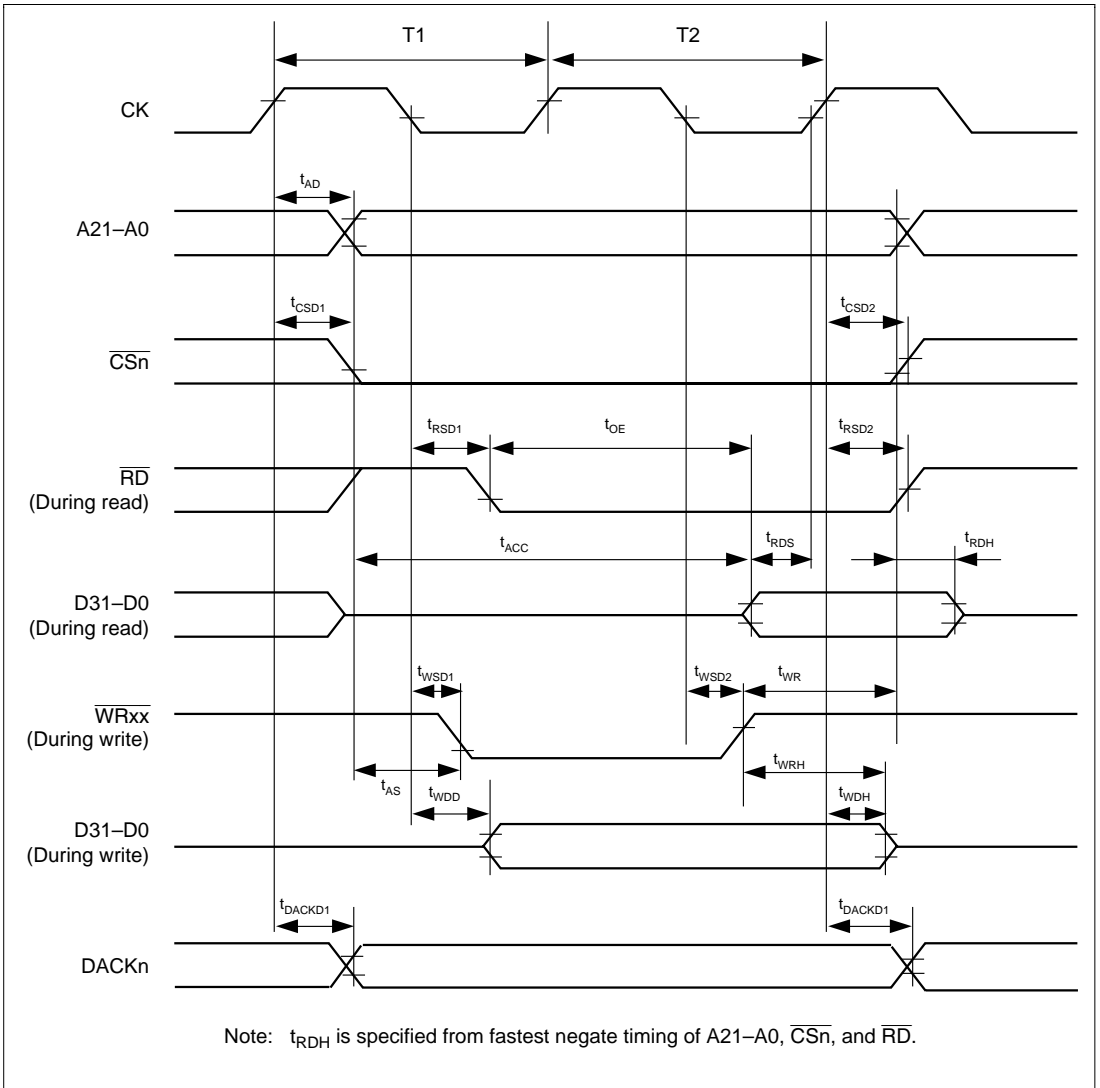 T1 T2
CK
tAD
A21–A0
tCSD1 tCSD2
CSn
tRSD1 tOE tRSD2
RD
(During read)
tACC tRDS tRDH
D31–D0
(During read)
tWSD1 tWSD2 tWR
WRxx
(During write)
tWRH
tAS tWDD tWDH
D31–D0
(During write)
tDACKD1 tDACKD1
DACKn
Note: tRDH is specified from fastest negate timing of A21–A0, CSn, and RD.